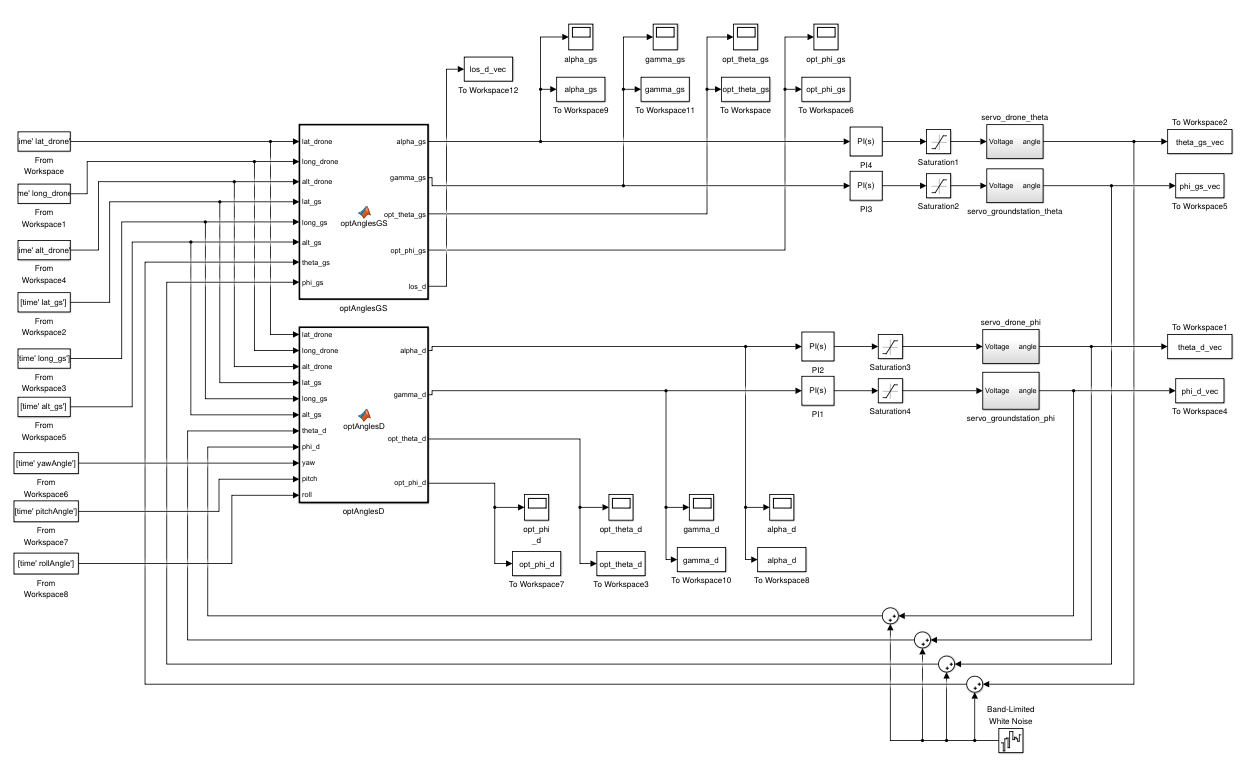 alpha_gs
gamma_gs
opt_theta_gs
opt_phi_gs
los_d_vec
To Workspace12
alpha_gs
To Workspace9
gamma_gs
To Workspace11
opt_theta_gs
To Workspace
opt_phi_gs
To Workspace6
ime' lat_drone'
From
Workspace
me' long_drone
From
Workspace1
ime' alt_drone'
From
Workspace4
[time' lat_gs']
From
Workspace2
[time' long_gs']
From
Workspace3
[time' alt_gs']
From
Workspace5
[time' yawAngle']
From
Workspace6
[time' pitchAngle']
From
Workspace7
[time' rollAngle']
From
Workspace8
lat_drone
long_drone
alt_drone
lat_gs
long_gs
alt_gs
theta_gs
phi_gs
optAnglesGS
alpha_gs
gamma_gs
opt_theta_gs
opt_phi_gs
los_d
optAnglesGS
lat_drone
long_drone
alt_drone
lat_gs
long_gs
alt_gs
theta_d
phi_d
yaw
pitch
roll
optAnglesD
alpha_d
gamma_d
opt_theta_d
opt_phi_d
optAnglesD
PI(s)
PI4
Saturation1
servo_drone_theta
Voltage angle
To Workspace2
theta_gs_vec
PI(s)
PI3
Saturation2
Voltage angle
servo_groundstation_theta
phi_gs_vec
To Workspace5
PI(s)
PI2
Saturation3
servo_drone_phi
Voltage angle
To Workspace1
theta_d_vec
PI(s)
PI1
Saturation4
Voltage angle
servo_groundstation_phi
phi_d_vec
To Workspace4
opt_phi
_d
opt_theta_d
gamma_d
alpha_d
opt_phi_d
To Workspace7
opt_theta_d
To Workspace3
gamma_d
To Workspace10
alpha_d
To Workspace8
Band-Limited
White Noise